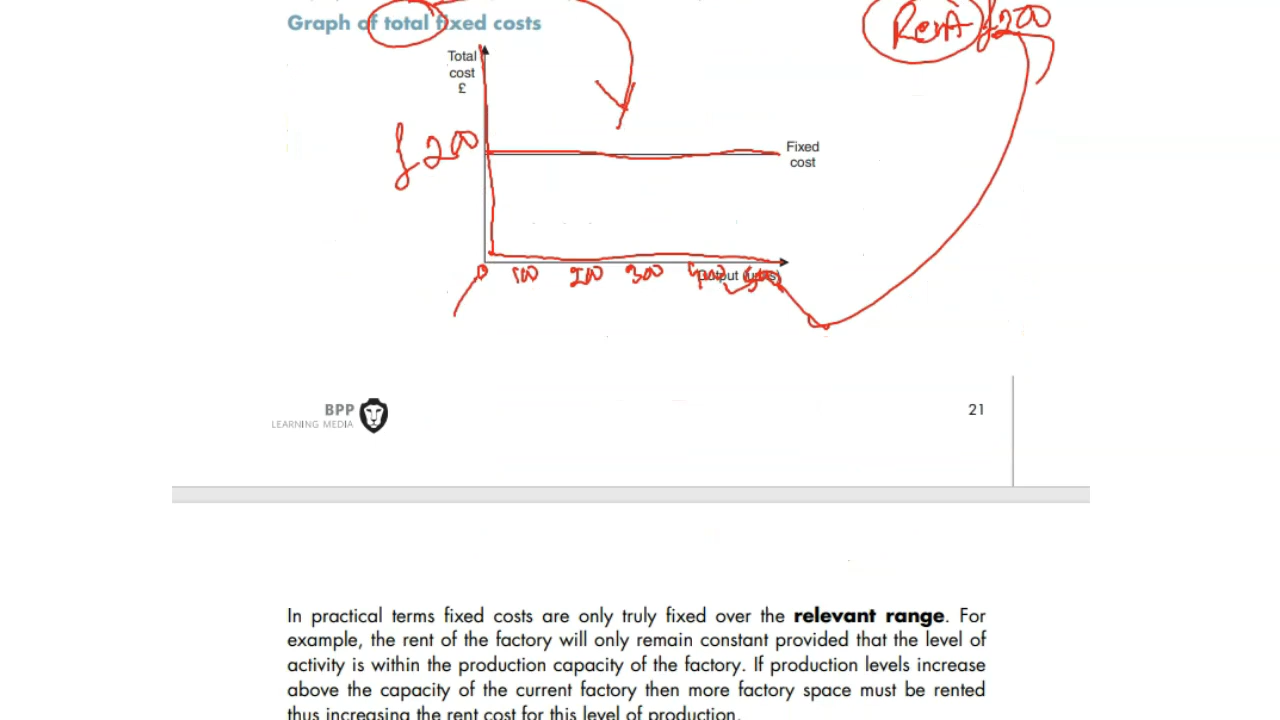 Graph of total fixed costs
Rent £200
Total
cost
£
£200
Fixed
cost
0 100 200 300 400 500
Output (units)
BPP
LEARNING MEDIA
21
In practical terms fixed costs are only truly fixed over the relevant range. For
example, the rent of the factory will only remain constant provided that the level of
activity is within the production capacity of the factory. If production levels increase
above the capacity of the current factory then more factory space must be rented
thus increasing the rent cost for this level of production.